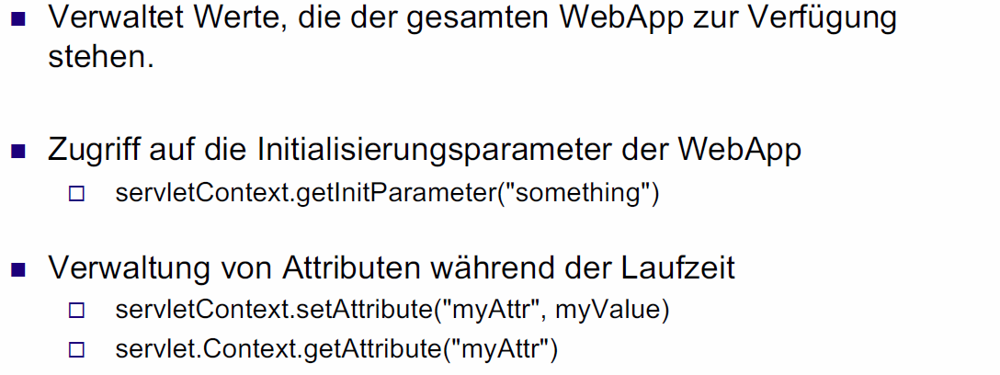 Verwaltet Werte, die der gesamten WebApp zur Verfügung
stehen.
Zugriff auf die Initialisierungsparameter der WebApp
servletContext.getInitParameter("something")
Verwaltung von Attributen während der Laufzeit
servletContext.setAttribute("myAttr", myValue)
servlet.Context.getAttribute("myAttr")